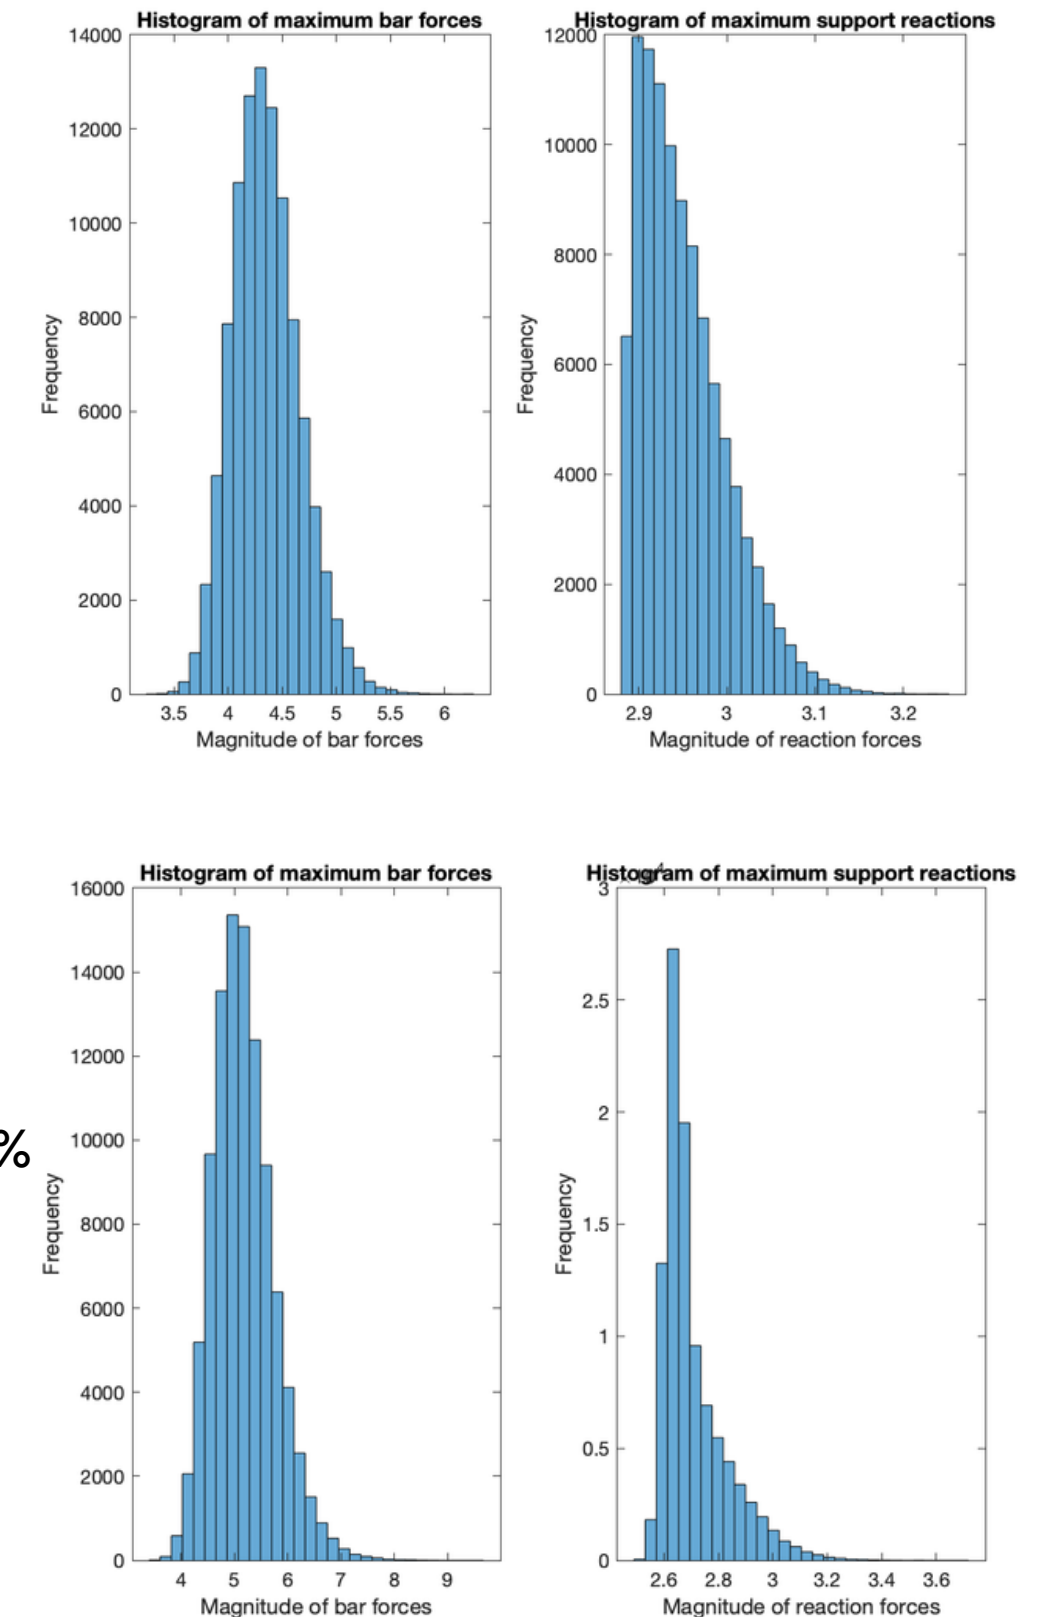 Histogram of maximum bar forces
14000
12000
10000
8000
6000
4000
2000
0
Frequency
3.5 4 4.5 5 5.5 6
Magnitude of bar forces
Histogram of maximum support reactions
12000
10000
8000
6000
4000
2000
0
Frequency
2.9 3 3.1 3.2
Magnitude of reaction forces
%
Histogram of maximum bar forces
16000
14000
12000
10000
8000
6000
4000
2000
0
Frequency
4 5 6 7 8 9
Magnitude of bar forces
Histogram of maximum support reactions
3
2.5
2
1.5
1
0.5
0
Frequency
2.6 2.8 3 3.2 3.4 3.6
Magnitude of reaction forces